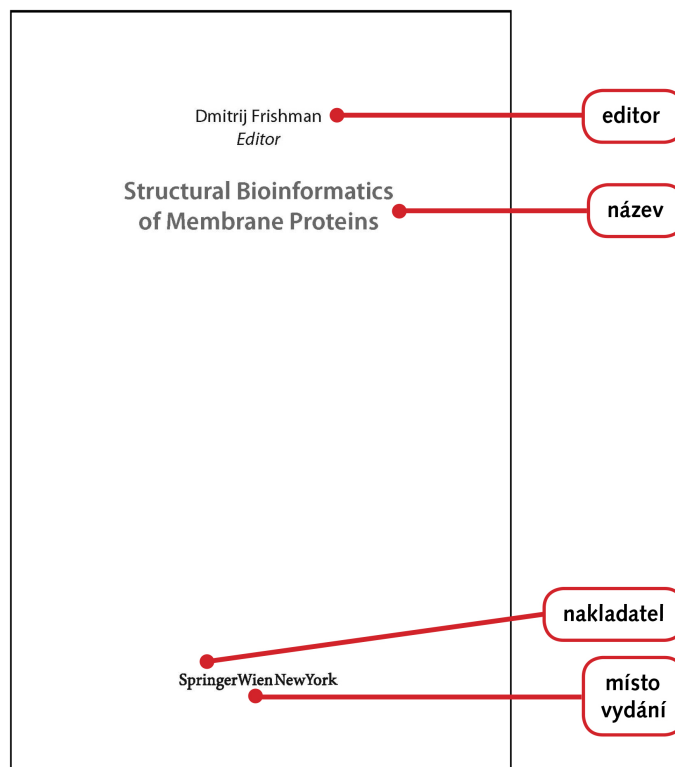 Dmitrij Frishman
Editor
editor
Structural Bioinformatics
of Membrane Proteins
název
nakladatel
SpringerWienNewYork
místo
vydání